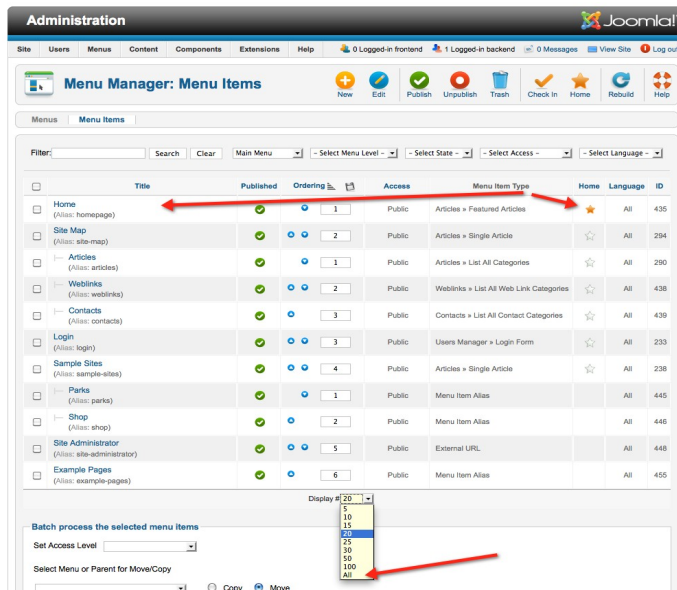 Administration
Joomla!
Site Users Menus Content Components Extensions Help 0 Logged-in frontend 1 Logged-in backend 0 Messages View Site Log out
Menu Manager: Menu Items
New Edit Publish Unpublish Trash Check In Home Rebuild Help
Menus Menu Items
Filter: Search Clear Main Menu - Select Menu Level - - Select State - - Select Access - - Select Language -
Title Published Ordering Access Menu Item Type Home Language ID
Home
(Alias: homepage) 1 Public Articles » Featured Articles All 435
Site Map
(Alias: site-map) 2 Public Articles » Single Article All 294
Articles
(Alias: articles) 1 Public Articles » List All Categories All 290
Weblinks
(Alias: weblinks) 2 Public Weblinks » List All Web Link Categories All 438
Contacts
(Alias: contacts) 3 Public Contacts » List All Contact Categories All 439
Login
(Alias: login) 3 Public Users Manager » Login Form All 233
Sample Sites
(Alias: sample-sites) 4 Public Articles » Single Article All 238
Parks
(Alias: parks) 1 Public Menu Item Alias All 445
Shop
(Alias: shop) 2 Public Menu Item Alias All 446
Site Administrator
(Alias: site-administrator) 5 Public External URL All 448
Example Pages
(Alias: example-pages) 6 Public Menu Item Alias All 455
Display # 20
5
10
15
20
25
30
50
100
All
Batch process the selected menu items
Set Access Level
Select Menu or Parent for Move/Copy
Copy Move